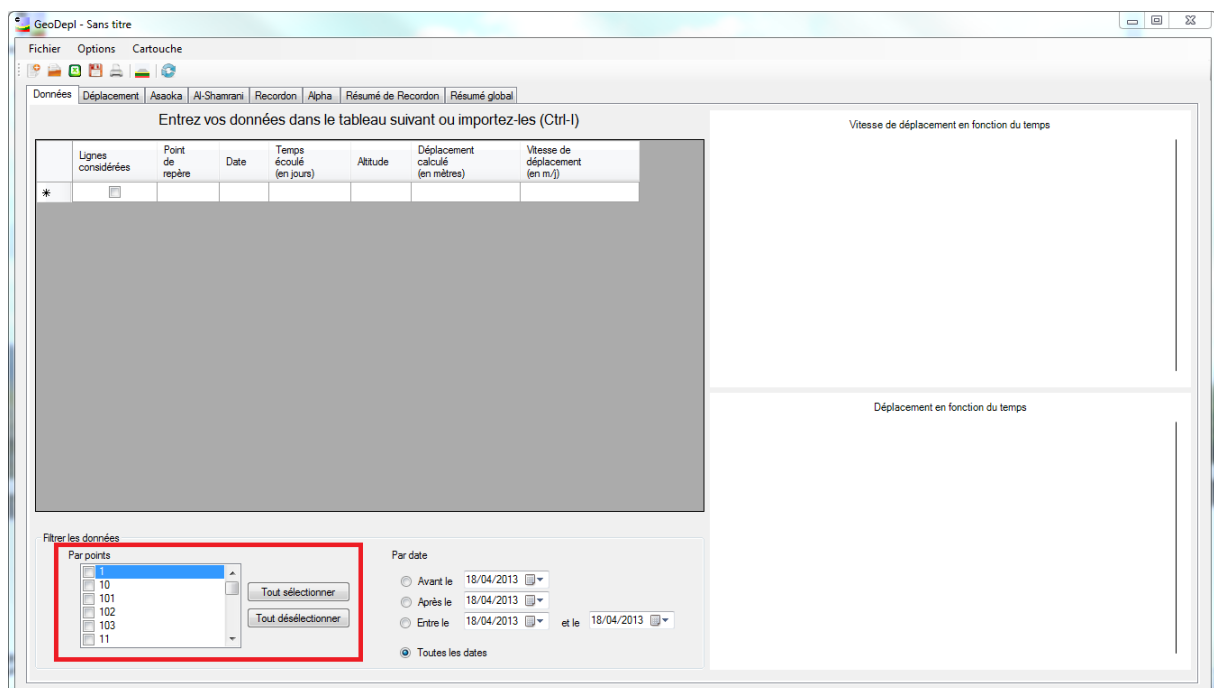 GeoDepl - Sans titre
Fichier Options Cartouche
Données Déplacement Asaoka Al-Shamrani Recordon Alpha Résumé de Recordon Résumé global
Entrez vos données dans le tableau suivant ou importez-les (Ctrl-I)
Lignes considérées
Point de repère
Date
Temps écoulé (en jours)
Altitude
Déplacement calculé (en mètres)
Vitesse de déplacement (en m/j)
*
Vitesse de déplacement en fonction du temps
Déplacement en fonction du temps
Filtrer les données
Par points
1
10
101
102
103
11
Tout sélectionner
Tout désélectionner
Par date
Avant le 18/04/2013
Après le 18/04/2013
Entre le 18/04/2013 et le 18/04/2013
Toutes les dates